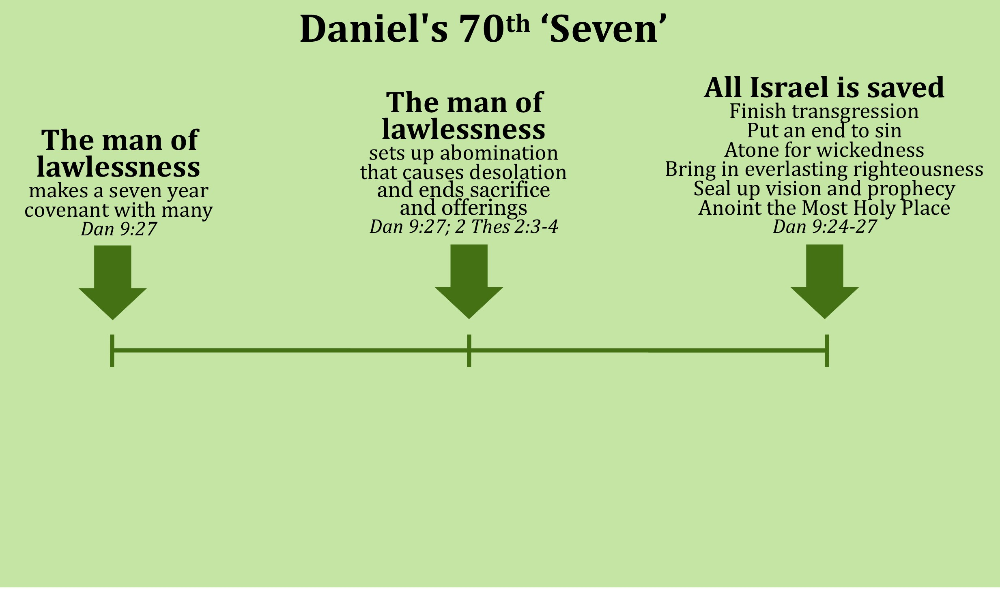 Daniel's 70th ‘Seven’
The man of
lawlessness
makes a seven year
covenant with many
Dan 9:27
The man of
lawlessness
sets up abomination
that causes desolation
and ends sacrifice
and offerings
Dan 9:27; 2 Thes 2:3-4
All Israel is saved
Finish transgression
Put an end to sin
Atone for wickedness
Bring in everlasting righteousness
Seal up vision and prophecy
Anoint the Most Holy Place
Dan 9:24-27